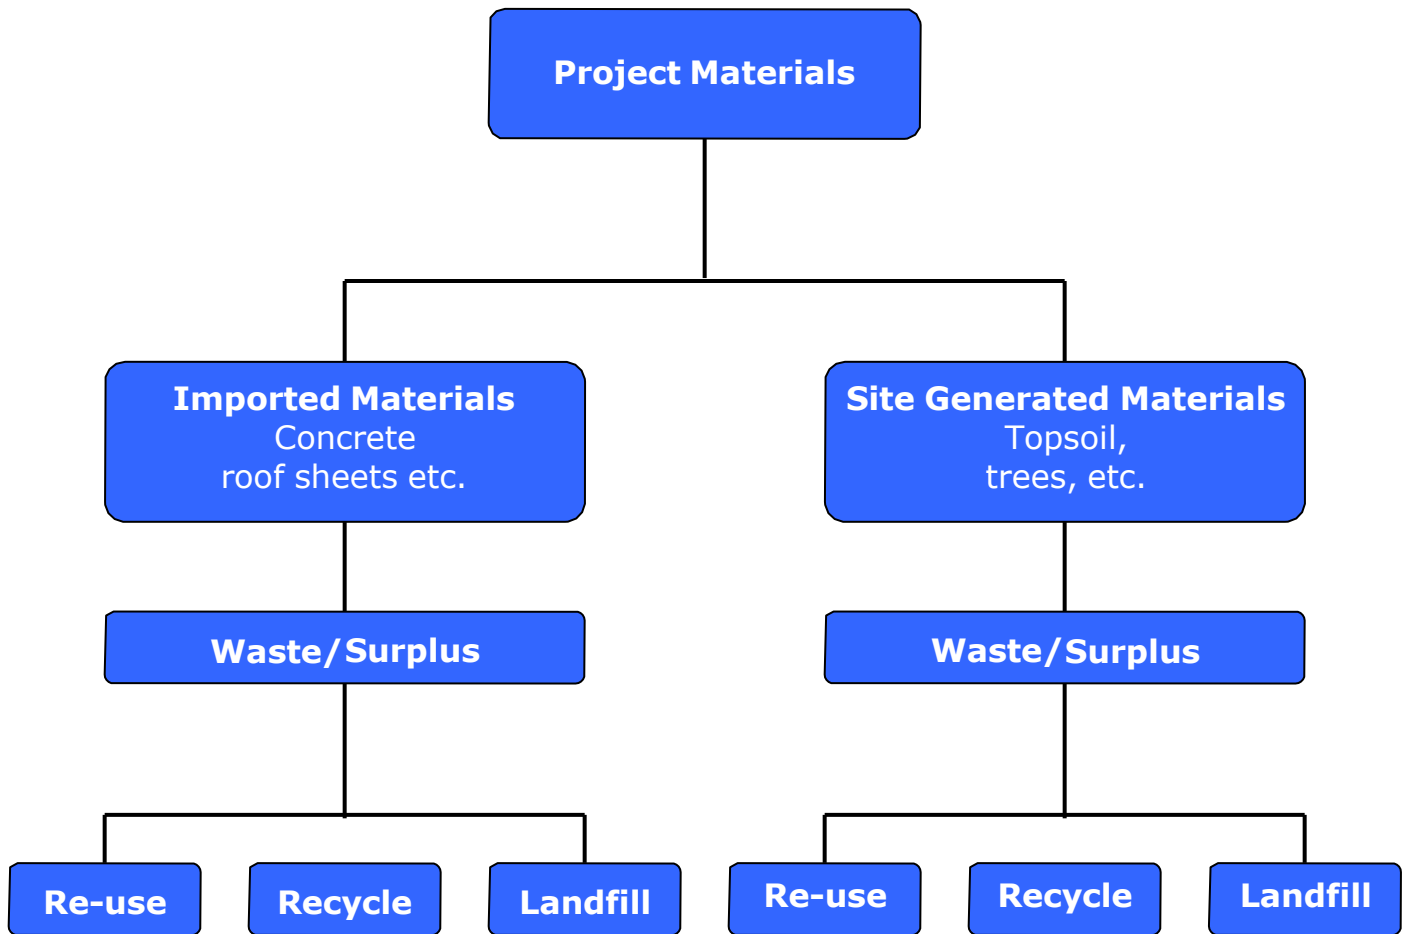 Project Materials
Imported Materials
Concrete
roof sheets etc.
Site Generated Materials
Topsoil,
trees, etc.
Waste/Surplus
Waste/Surplus
Re-use
Recycle
Landfill
Re-use
Recycle
Landfill